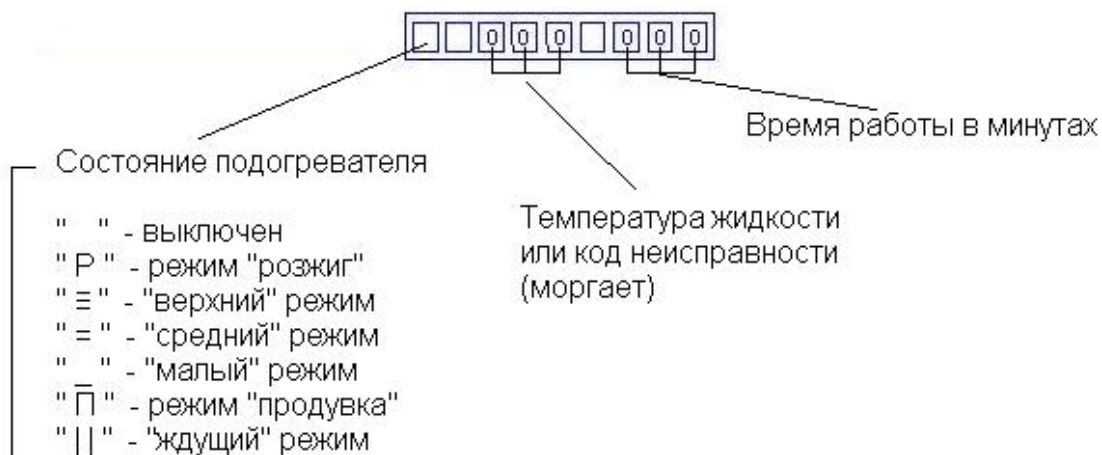 0 0 0 0 0 0
Время работы в минутах
Состояние подогревателя
Температура жидкости
или код неисправности
(моргает)
"   " - выключен
" Р " - режим "розжиг"
" ≡ " - "верхний" режим
" = " - "средний" режим
" _ " - "малый" режим
" П " - режим "продувка"
" | | " - "ждущий" режим